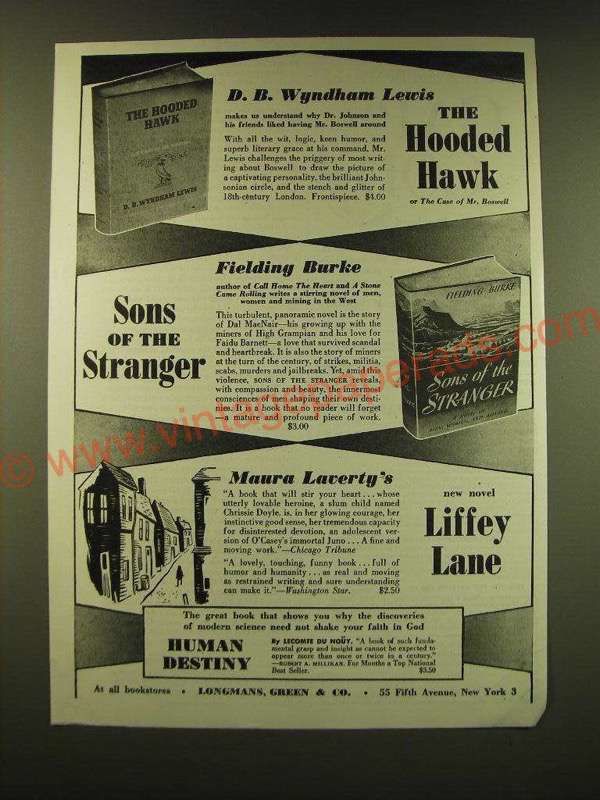 D. B. Wyndham Lewis
makes us understand why Dr. Johnson and
his friends liked having Mr. Boswell around
With all the wit, logic, keen humor, and
superb literary grace at his command, Mr.
Lewis challenges the priggery of most writ-
ing about Boswell to draw the picture of
a captivating personality, the brilliant John-
sonian circle, and the stench and glitter of
18th-century London. Frontispiece. $4.00
THE HOODED
HAWK
D. B. WYNDHAM LEWIS
THE
Hooded
Hawk
or The Case of Mr. Boswell
Fielding Burke
author of Call Home The Heart and A Stone
Came Rolling writes a stirring novel of men,
women and mining in the West
Sons
OF THE
Stranger
This turbulent, panoramic novel is the story
of Dal MacNair—his growing up with the
miners of High Grampian and his love for
Faidu Barnett—a love that survived scandal
and heartbreak. It is also the story of miners
at the turn of the century, of strikes, militia,
scabs, murders and jailbreaks. Yet, amid its
violence, SONS OF THE STRANGER reveals,
with compassion and beauty, the innermost
consciences of men shaping their own desti-
nies. It is a book that no reader will forget
—a mature and profound piece of work.
$3.00
FIELDING BURKE
Sons of the
STRANGER
Maura Laverty's
"A book that will stir your heart . . . whose
utterly lovable heroine, a slum child named
Chrissie Doyle, is, in her glowing courage, her
instinctive good sense, her tremendous capacity
for disinterested devotion, an adolescent ver-
sion of O'Casey's immortal Juno . . . A fine and
moving work."—Chicago Tribune
"A lovely, touching, funny book . . . full of
humor and humanity . . . as real and moving
as restrained writing and sure understanding
can make it."—Washington Star. $2.50
new novel
Liffey
Lane
The great book that shows you why the discoveries
of modern science need not shake your faith in God
HUMAN
DESTINY
By LECOMTE DU NOÜY. "A book of such funda-
mental grasp and insight as cannot be expected to
appear more than once or twice in a century."
—ROBERT A. MILLIKAN. For Months a Top National
Best Seller. $3.50
At all bookstores • LONGMANS, GREEN & CO. • 55 Fifth Avenue, New York 3
© www.vintagepaperads.com